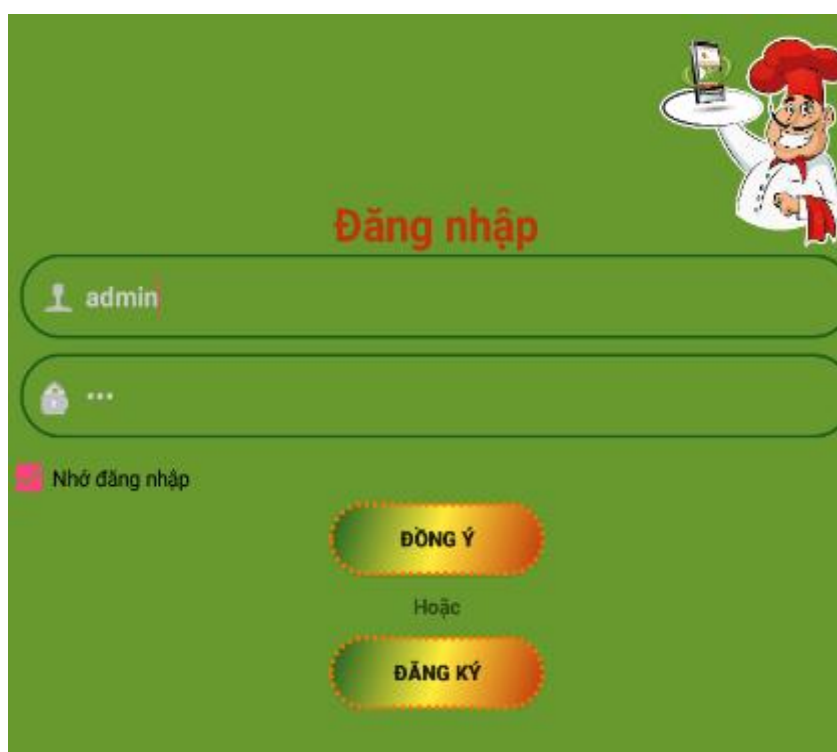 Đăng nhập
admin
•••
Nhớ đăng nhập
ĐỒNG Ý
Hoặc
ĐĂNG KÝ